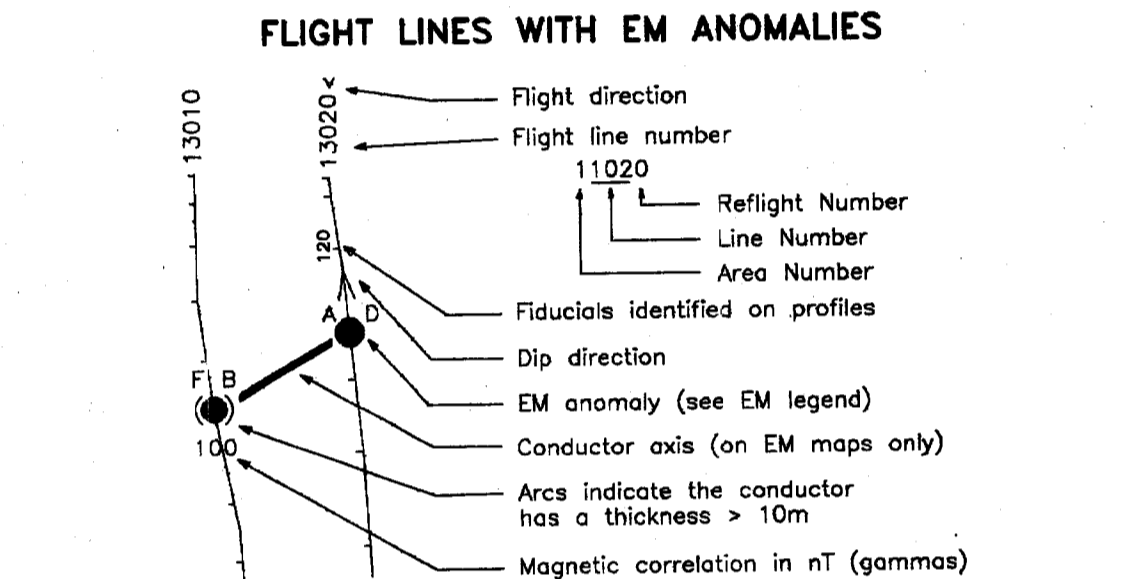 FLIGHT LINES WITH EM ANOMALIES
13010
13020 <
Flight direction
Flight line number
11020
Reflight Number
Line Number
Area Number
120
Fiducials identified on profiles
A D
Dip direction
F B
EM anomaly (see EM legend)
100
Conductor axis (on EM maps only)
Arcs indicate the conductor
has a thickness > 10m
Magnetic correlation in nT (gammas)